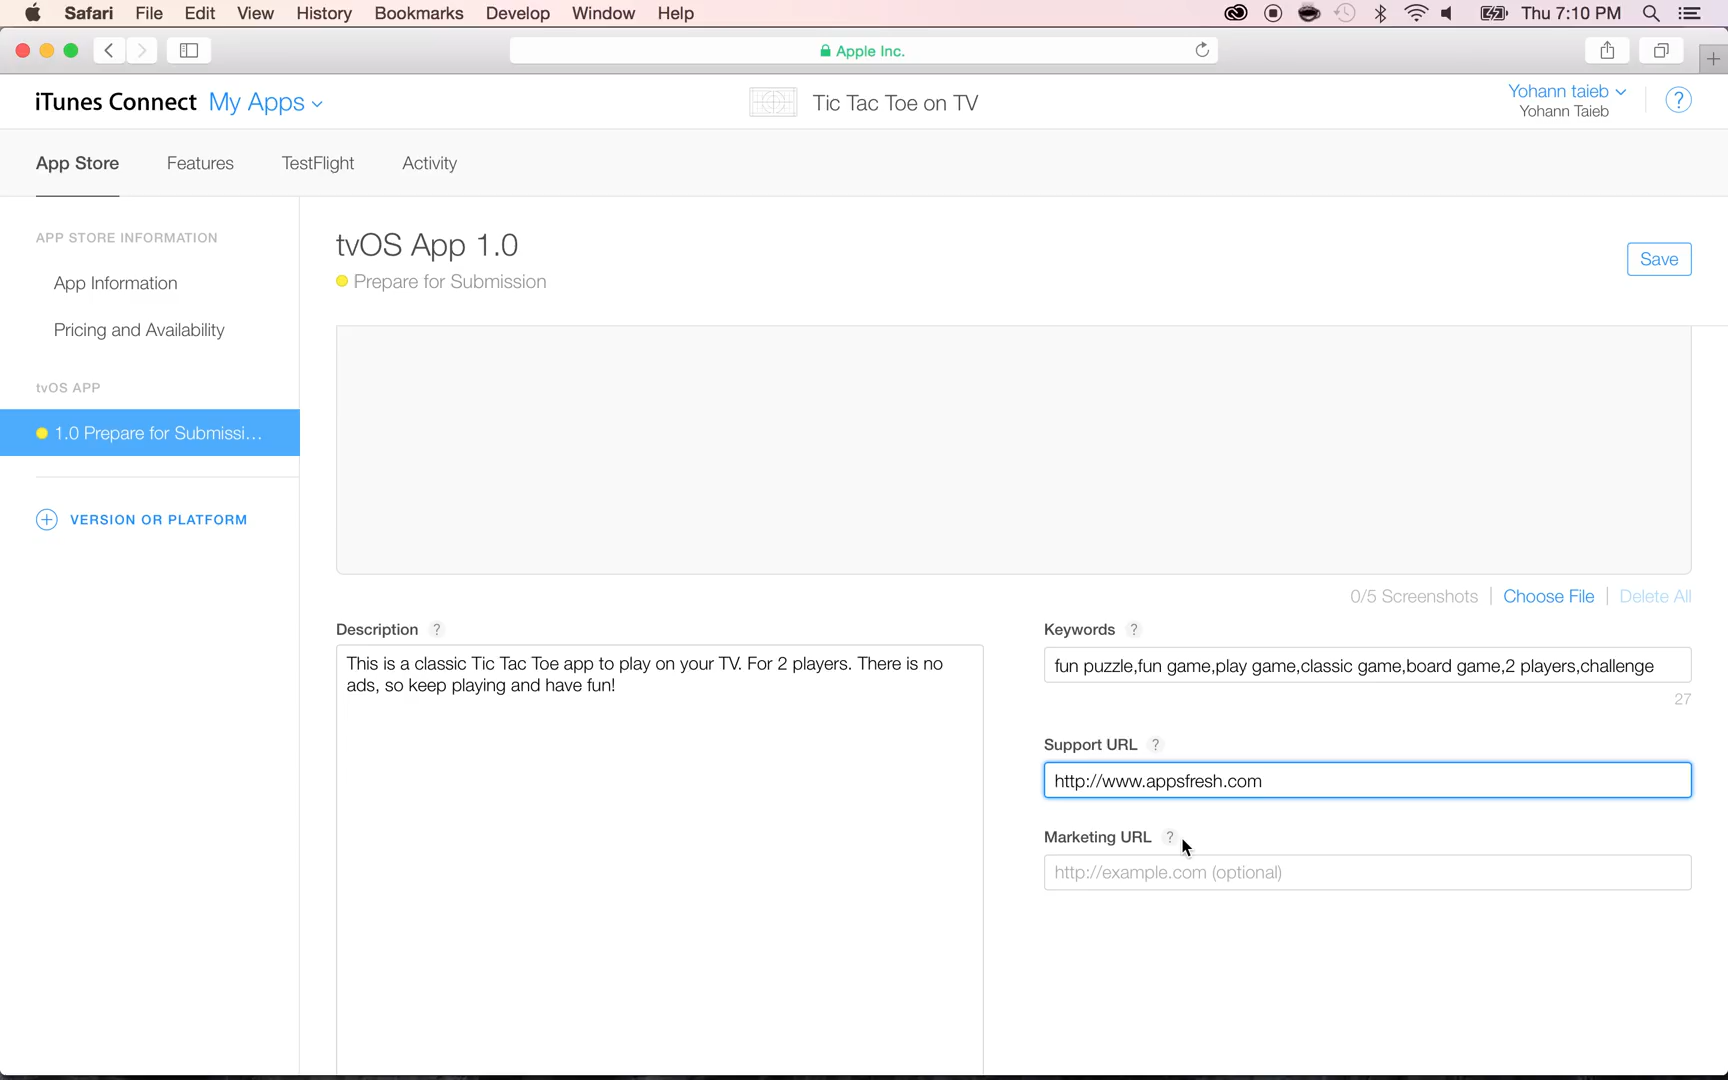 Safari File Edit View History Bookmarks Develop Window Help Thu 7:10 PM
Apple Inc.
iTunes Connect My Apps
Tic Tac Toe on TV
Yohann taieb
Yohann Taieb
?
App Store Features TestFlight Activity
APP STORE INFORMATION
App Information
Pricing and Availability
tvOS APP
1.0 Prepare for Submissi...
VERSION OR PLATFORM
tvOS App 1.0
Prepare for Submission
Save
0/5 Screenshots Choose File Delete All
Description ?
This is a classic Tic Tac Toe app to play on your TV. For 2 players. There is no
ads, so keep playing and have fun!
Keywords ?
fun puzzle,fun game,play game,classic game,board game,2 players,challenge
27
Support URL ?
http://www.appsfresh.com
Marketing URL ?
http://example.com (optional)